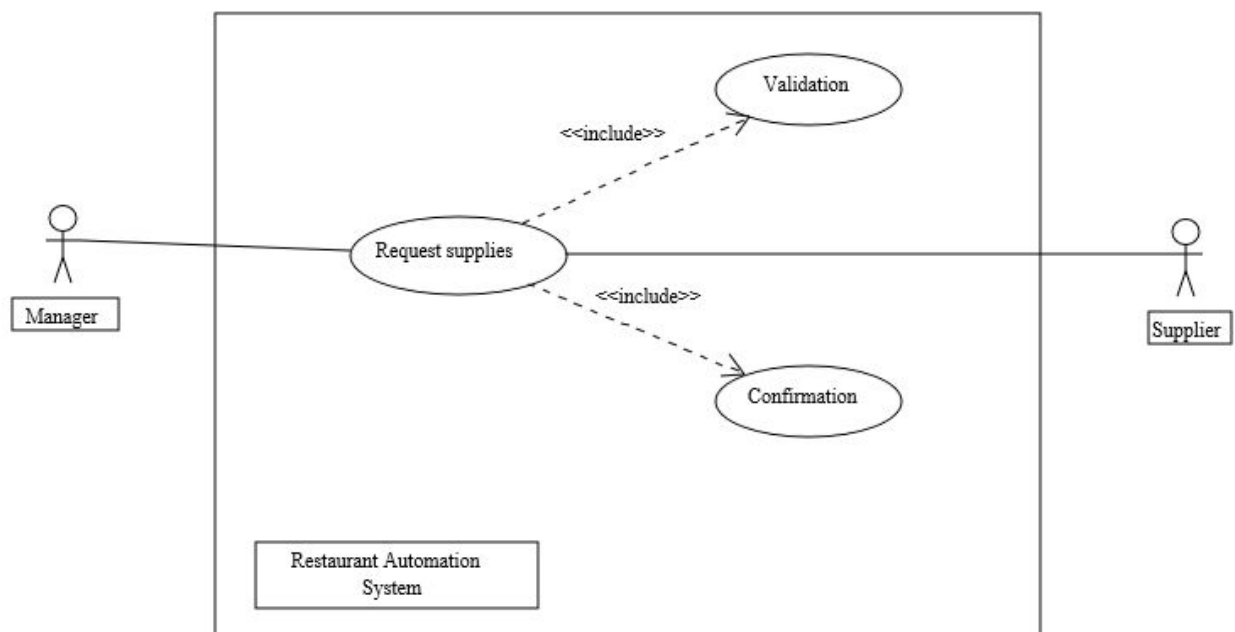 Validation
<<include>>
Request supplies
<<include>>
Manager
Supplier
Confirmation
Restaurant Automation
System